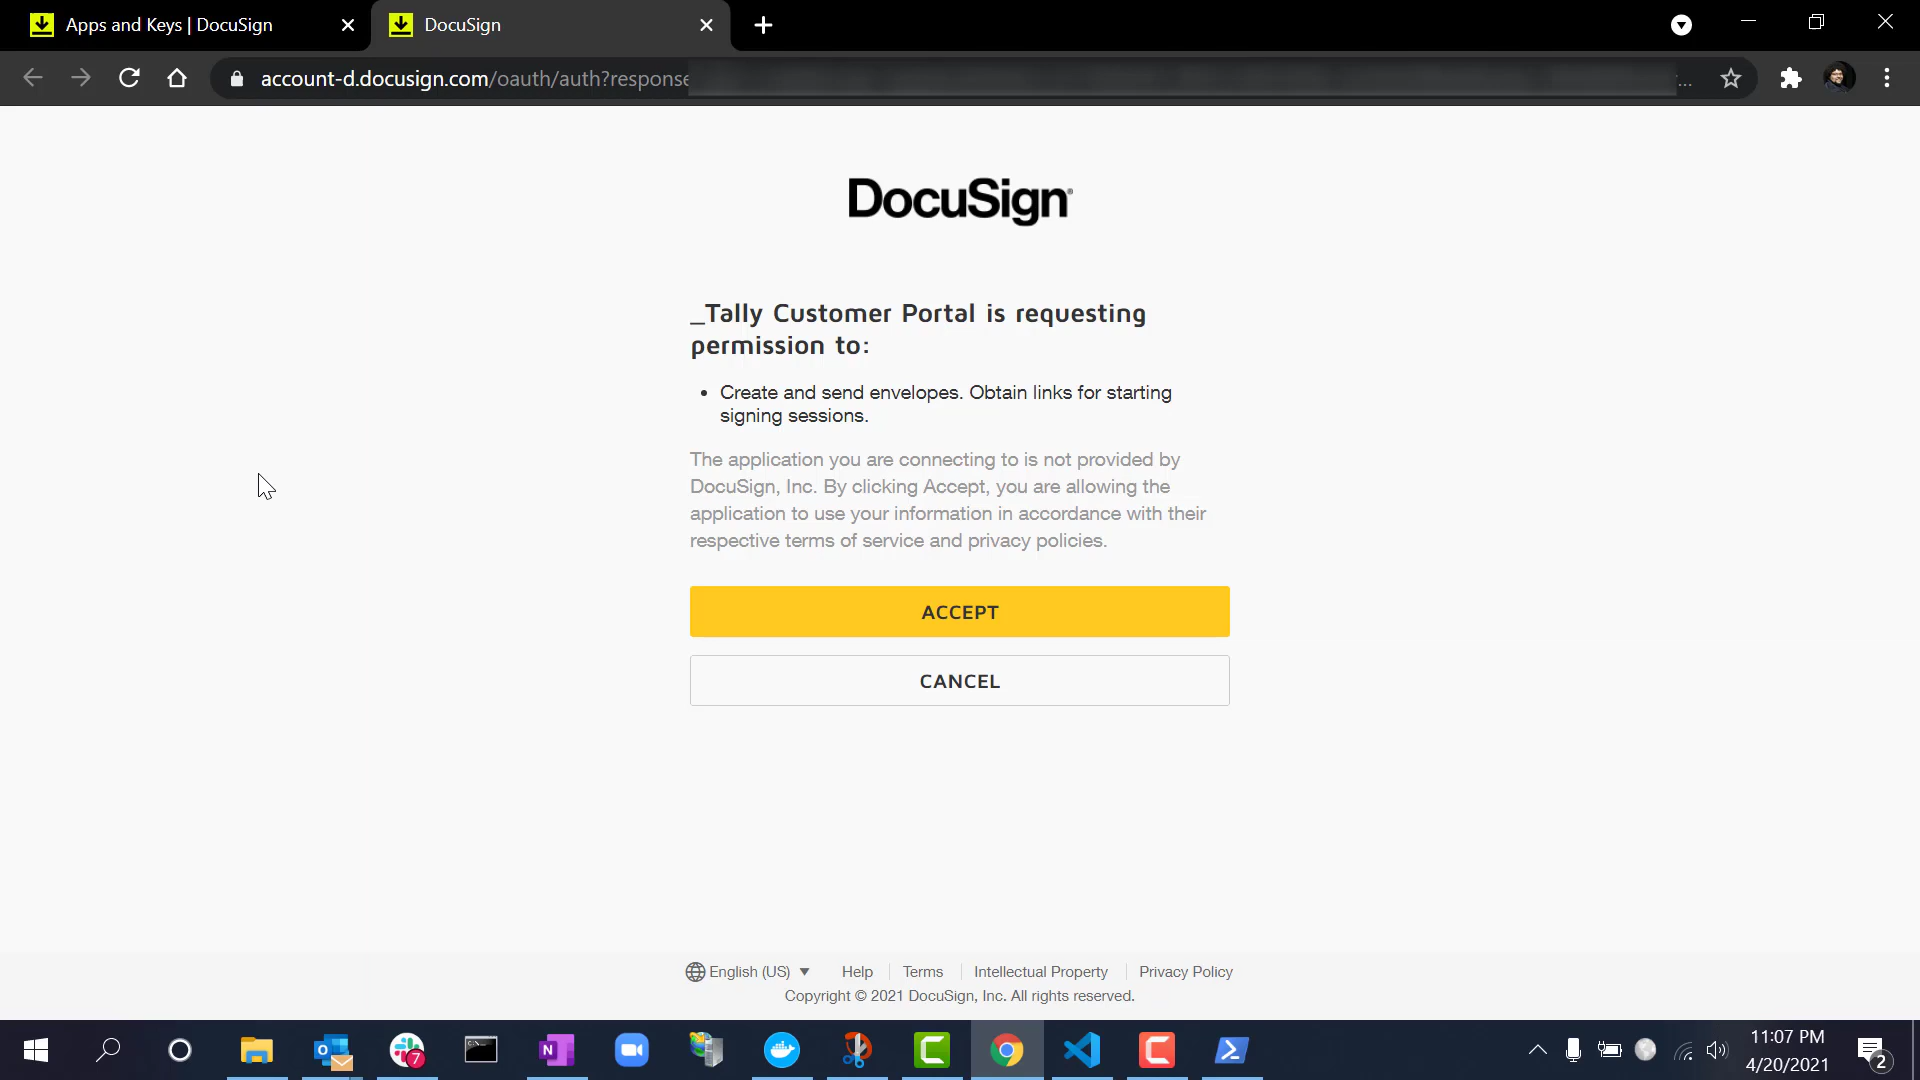 Apps and Keys | DocuSign
DocuSign
account-d.docusign.com/oauth/auth?response
...
DocuSign®
_Tally Customer Portal is requesting
permission to:
• Create and send envelopes. Obtain links for starting
signing sessions.
The application you are connecting to is not provided by
DocuSign, Inc. By clicking Accept, you are allowing the
application to use your information in accordance with their
respective terms of service and privacy policies.
ACCEPT
CANCEL
English (US) Help Terms Intellectual Property Privacy Policy
Copyright © 2021 DocuSign, Inc. All rights reserved.
7
N
11:07 PM
4/20/2021
2